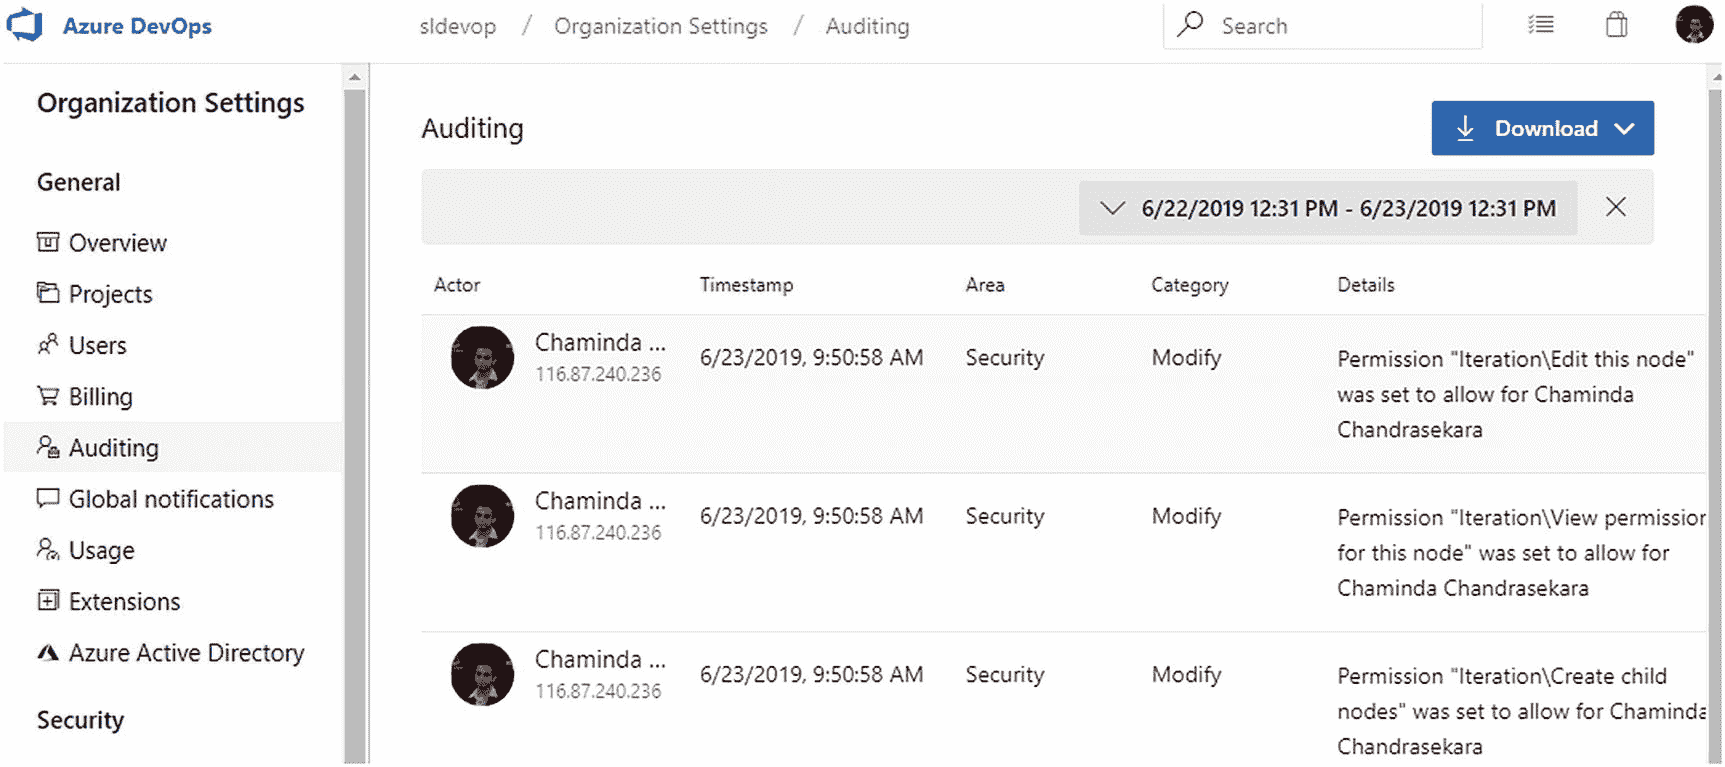 Azure DevOps
sldevop / Organization Settings / Auditing
Search
Organization Settings
General
Overview
Projects
Users
Billing
Auditing
Global notifications
Usage
Extensions
Azure Active Directory
Security
Auditing
Download
6/22/2019 12:31 PM - 6/23/2019 12:31 PM
Actor Timestamp Area Category Details
Chaminda ...
116.87.240.236
6/23/2019, 9:50:58 AM
Security
Modify
Permission "Iteration\Edit this node"
was set to allow for Chaminda
Chandrasekara
Chaminda ...
116.87.240.236
6/23/2019, 9:50:58 AM
Security
Modify
Permission "Iteration\View permission
for this node" was set to allow for
Chaminda Chandrasekara
Chaminda ...
116.87.240.236
6/23/2019, 9:50:58 AM
Security
Modify
Permission "Iteration\Create child
nodes" was set to allow for Chaminda
Chandrasekara